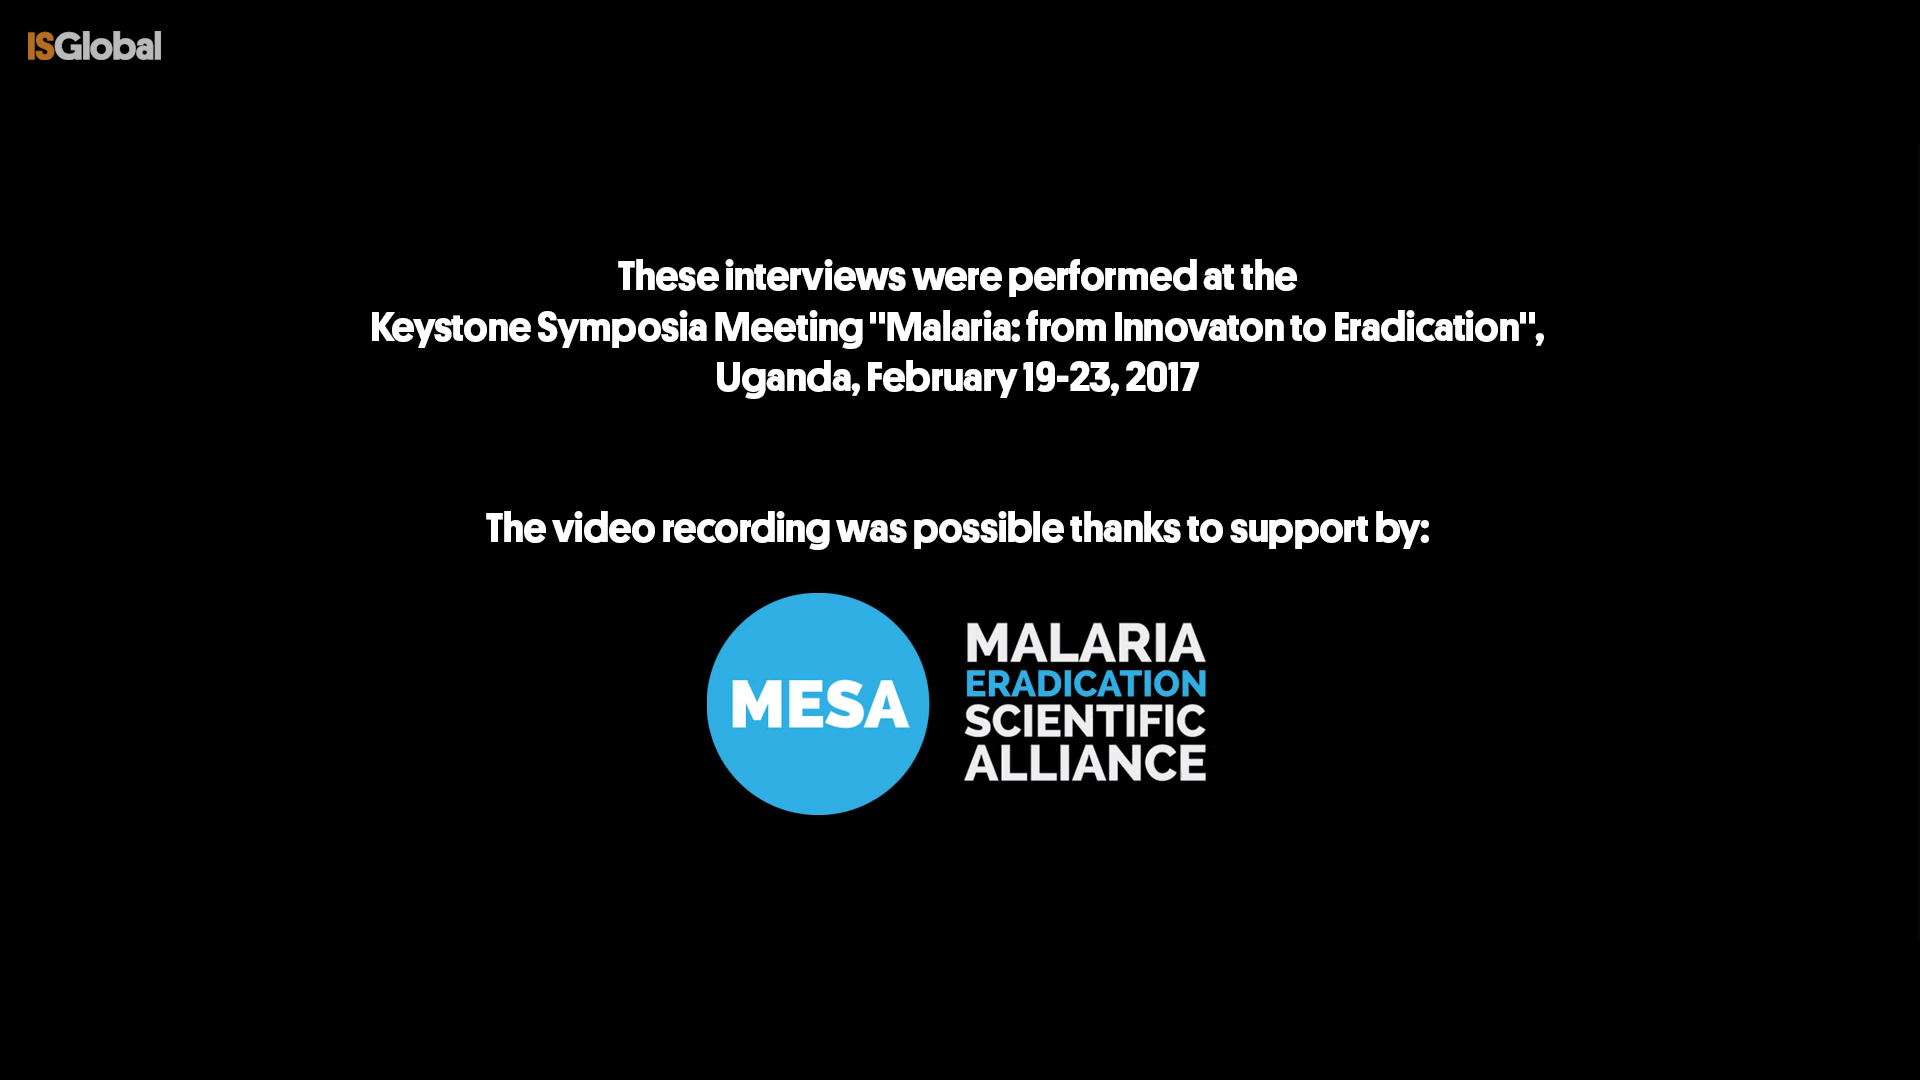 ISGlobal
These interviews were performed at the
Keystone Symposia Meeting "Malaria: from Innovaton to Eradication",
Uganda, February 19-23, 2017
The video recording was possible thanks to support by:
MESA
MALARIA
ERADICATION
SCIENTIFIC
ALLIANCE